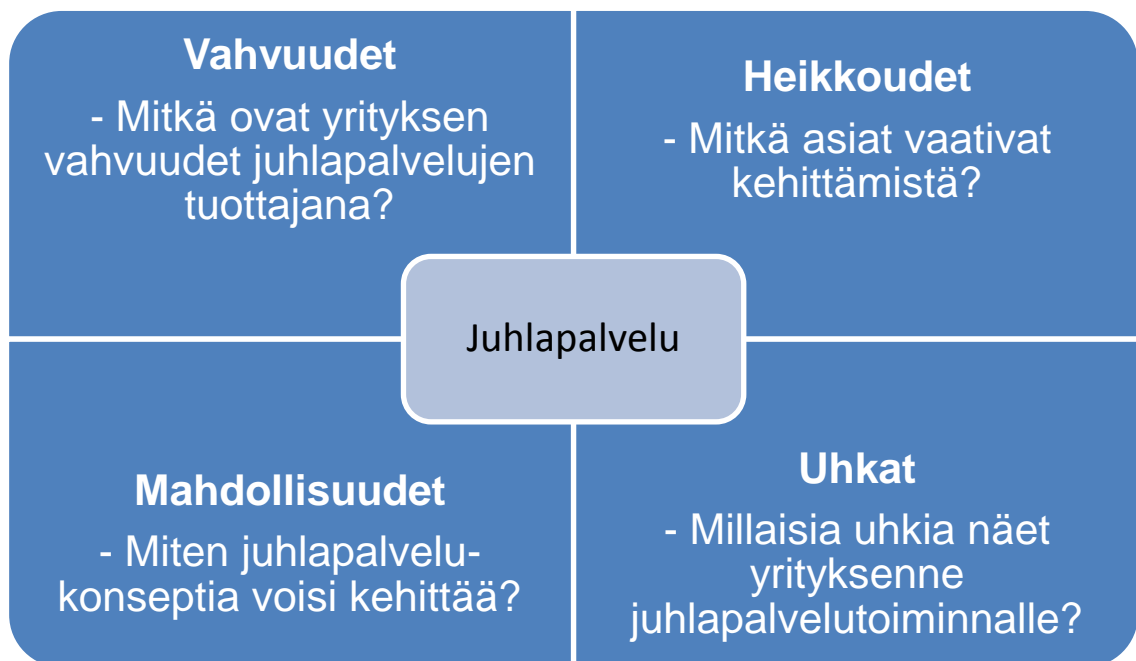 Vahvuudet
- Mitkä ovat yrityksen
vahvuudet juhlapalvelujen
tuottajana?
Heikkoudet
- Mitkä asiat vaativat
kehittämistä?
Juhlapalvelu
Mahdollisuudet
- Miten juhlapalvelu-
konseptia voisi kehittää?
Uhkat
- Millaisia uhkia näet
yrityksenne
juhlapalvelutoiminnalle?